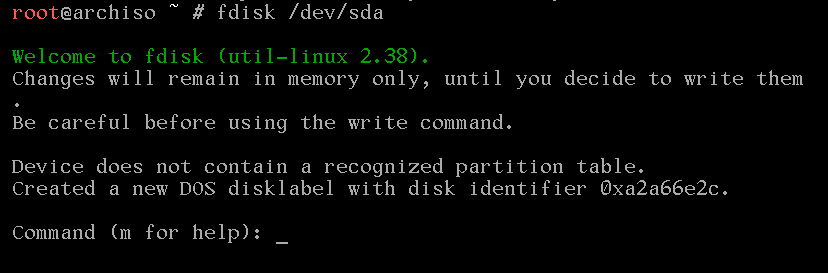 root@archiso ~ # fdisk /dev/sda
Welcome to fdisk (util-linux 2.38).
Changes will remain in memory only, until you decide to write them
.
Be careful before using the write command.
Device does not contain a recognized partition table.
Created a new DOS disklabel with disk identifier 0xa2a66e2c.
Command (m for help): _